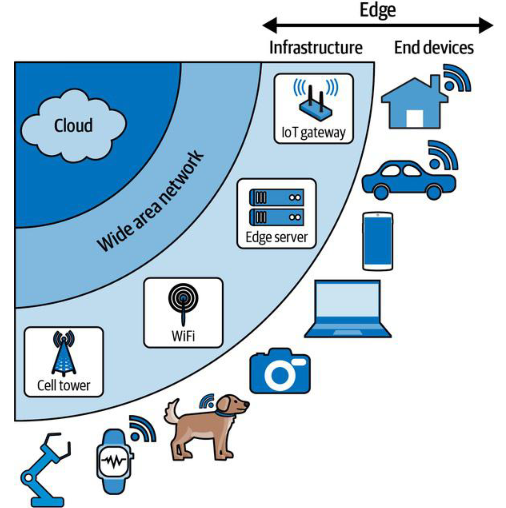 Edge
Infrastructure
End devices
Cloud
Wide area network
IoT gateway
Edge server
WiFi
Cell tower